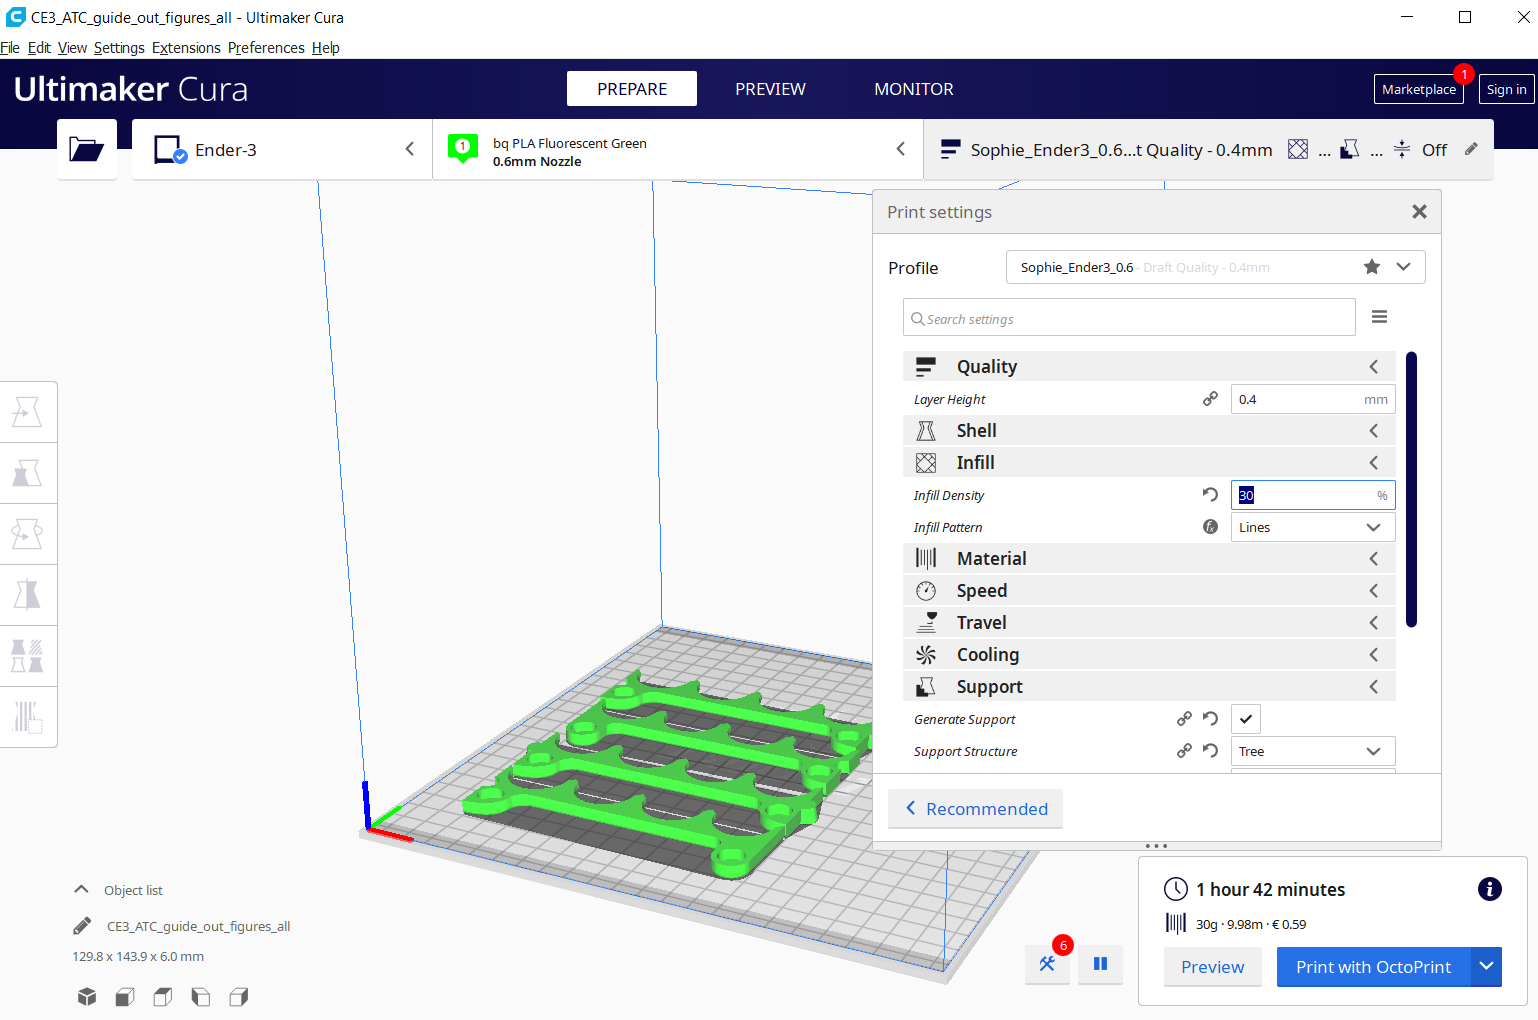 CE3_ATC_guide_out_figures_all - Ultimaker Cura
File Edit View Settings Extensions Preferences Help
Ultimaker Cura
PREPARE
PREVIEW
MONITOR
Marketplace
1
Sign in
Ender-3
1
bq PLA Fluorescent Green
0.6mm Nozzle
Sophie_Ender3_0.6...t Quality - 0.4mm
...
...
Off
Print settings
Profile
Sophie_Ender3_0.6 - Draft Quality - 0.4mm
Search settings
Quality
Layer Height
0.4 mm
Shell
Infill
Infill Density
30 %
Infill Pattern
fx
Lines
Material
Speed
Travel
Cooling
Support
Generate Support
Support Structure
Tree
Recommended
Object list
CE3_ATC_guide_out_figures_all
129.8 x 143.9 x 6.0 mm
6
1 hour 42 minutes
30g · 9.98m · € 0.59
Preview
Print with OctoPrint